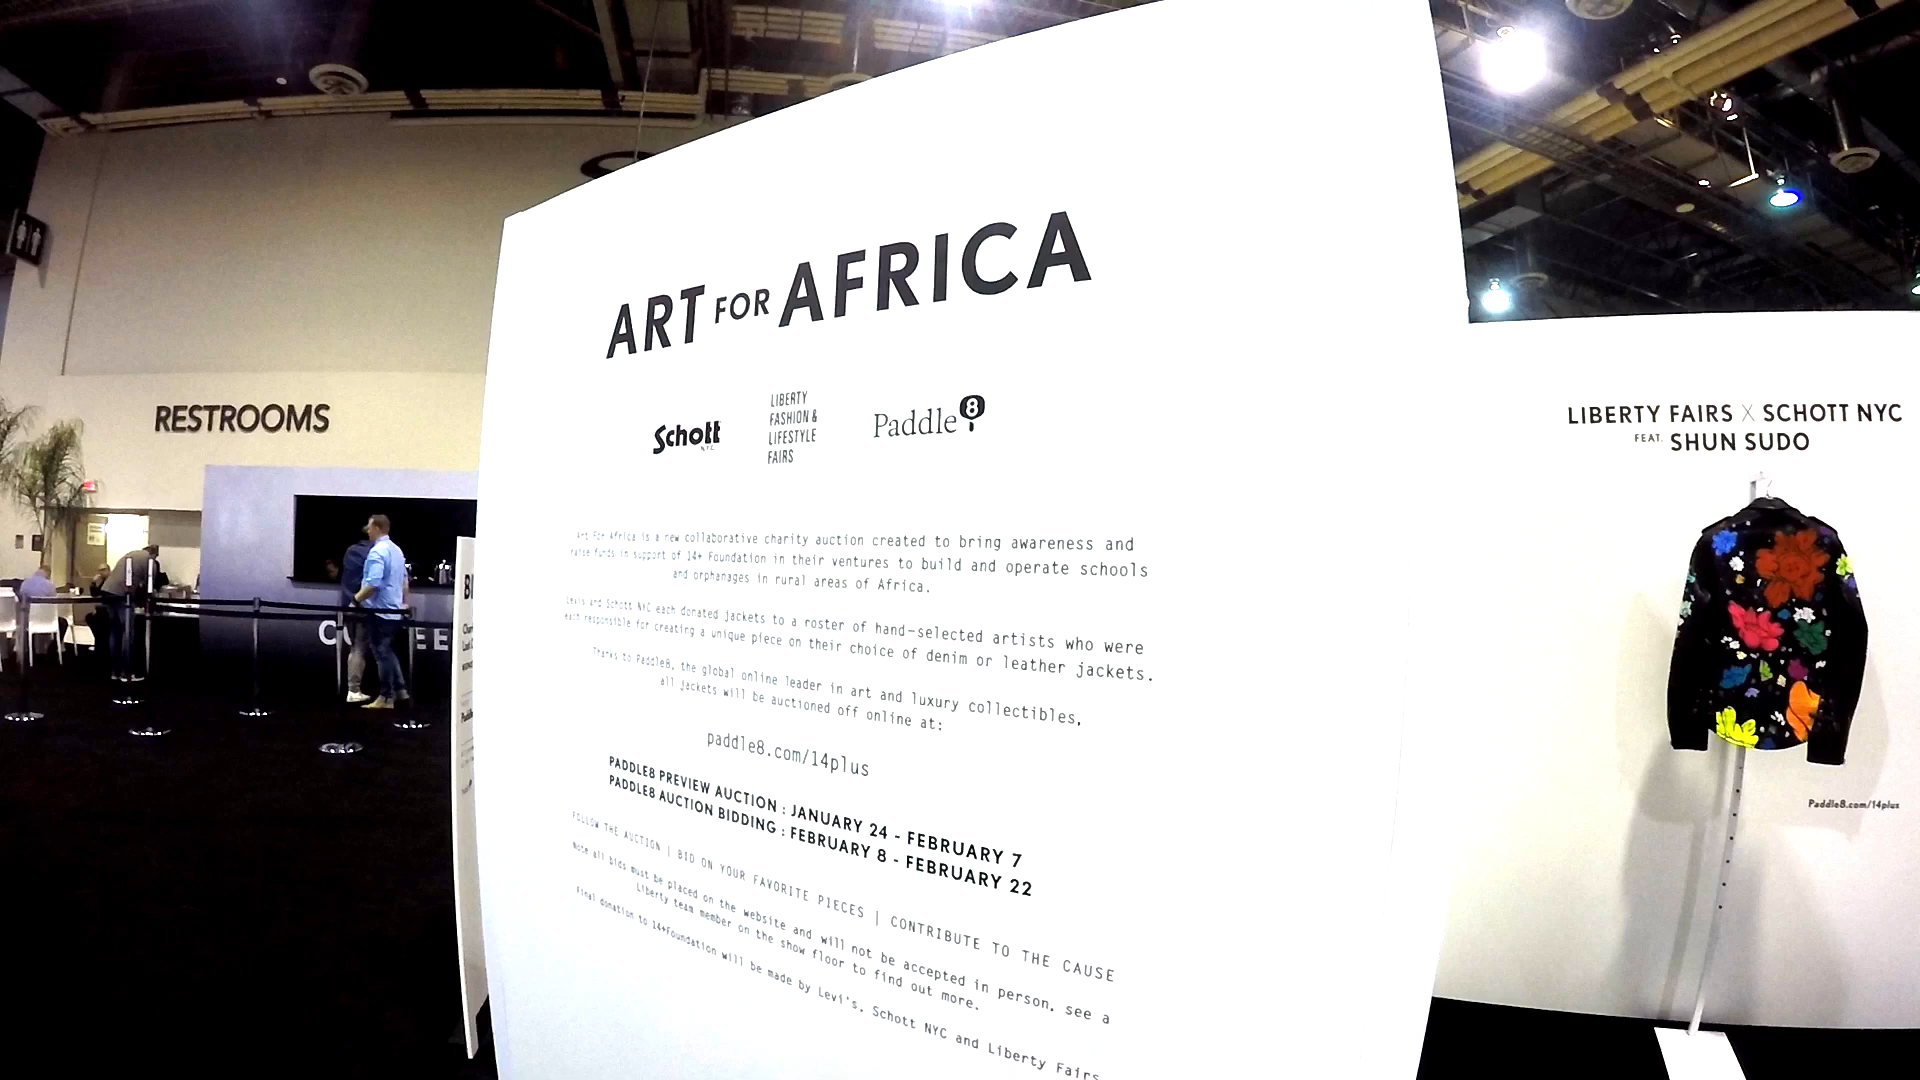 ART FOR AFRICA
Schott
NYC
LIBERTY
FASHION &
LIFESTYLE
FAIRS
Paddle8
Art For Africa is a new collaborative charity auction created to bring awareness and
raise funds in support of 14+ Foundation in their ventures to build and operate schools
and orphanages in rural areas of Africa.
Levis and Schott NYC each donated jackets to a roster of hand-selected artists who were
each responsible for creating a unique piece on their choice of denim or leather jackets.
Thanks to Paddle8, the global online leader in art and luxury collectibles,
all jackets will be auctioned off online at:
paddle8.com/14plus
PADDLE8 PREVIEW AUCTION : JANUARY 24 - FEBRUARY 7
PADDLE8 AUCTION BIDDING : FEBRUARY 8 - FEBRUARY 22
FOLLOW THE AUCTION | BID ON YOUR FAVORITE PIECES | CONTRIBUTE TO THE CAUSE
Note all bids must be placed on the website and will not be accepted in person, see a
Liberty team member on the show floor to find out more.
Final donation to 14+Foundation will be made by Levi's, Schott NYC and Liberty Fairs
RESTROOMS
LIBERTY FAIRS X SCHOTT NYC
FEAT. SHUN SUDO
Paddle8.com/14plus